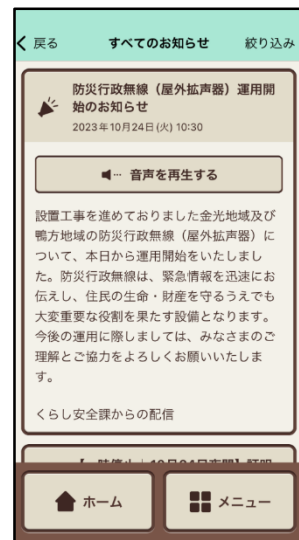 戻る すべてのお知らせ 絞り込み
防災行政無線（屋外拡声器）運用開
始のお知らせ
2023年10月24日(火) 10:30
音声を再生する
設置工事を進めておりました金光地域及び
鴨方地域の防災行政無線（屋外拡声器）に
ついて、本日から運用開始をいたしまし
た。防災行政無線は、緊急情報を迅速にお
伝えし、住民の生命・財産を守るうえでも
大変重要な役割を果たす設備となります。
今後の運用に際しましては、みなさまのご
理解とご協力をよろしくお願いいたしま
す。
くらし安全課からの配信
ホーム メニュー